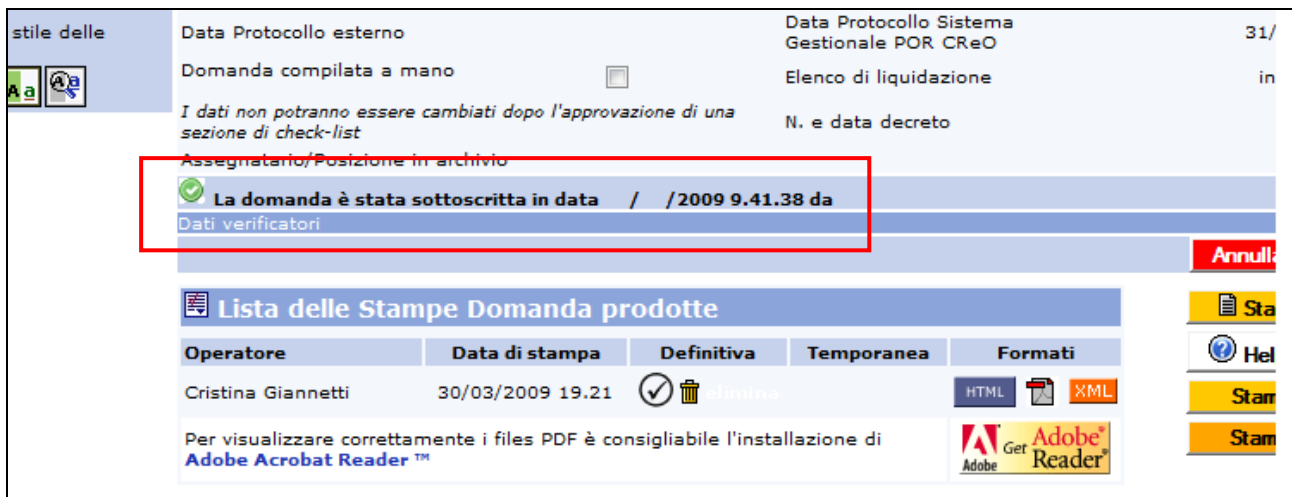 stile delle
Data Protocollo esterno
Data Protocollo Sistema
Gestionale POR CReO
31/
Domanda compilata a mano
Elenco di liquidazione
in
I dati non potranno essere cambiati dopo l'approvazione di una
sezione di check-list
N. e data decreto
Assegnatario/Posizione in archivio
La domanda è stata sottoscritta in data / /2009 9.41.38 da
Dati verificatori
Annulla
Lista delle Stampe Domanda prodotte
Sta
Operatore Data di stampa Definitiva Temporanea Formati
Hel
Cristina Giannetti 30/03/2009 19.21 elimina HTML XML
Stam
Per visualizzare correttamente i files PDF è consigliabile l'installazione di
Adobe Acrobat Reader ™
Adobe Get Adobe® Reader®
Stam